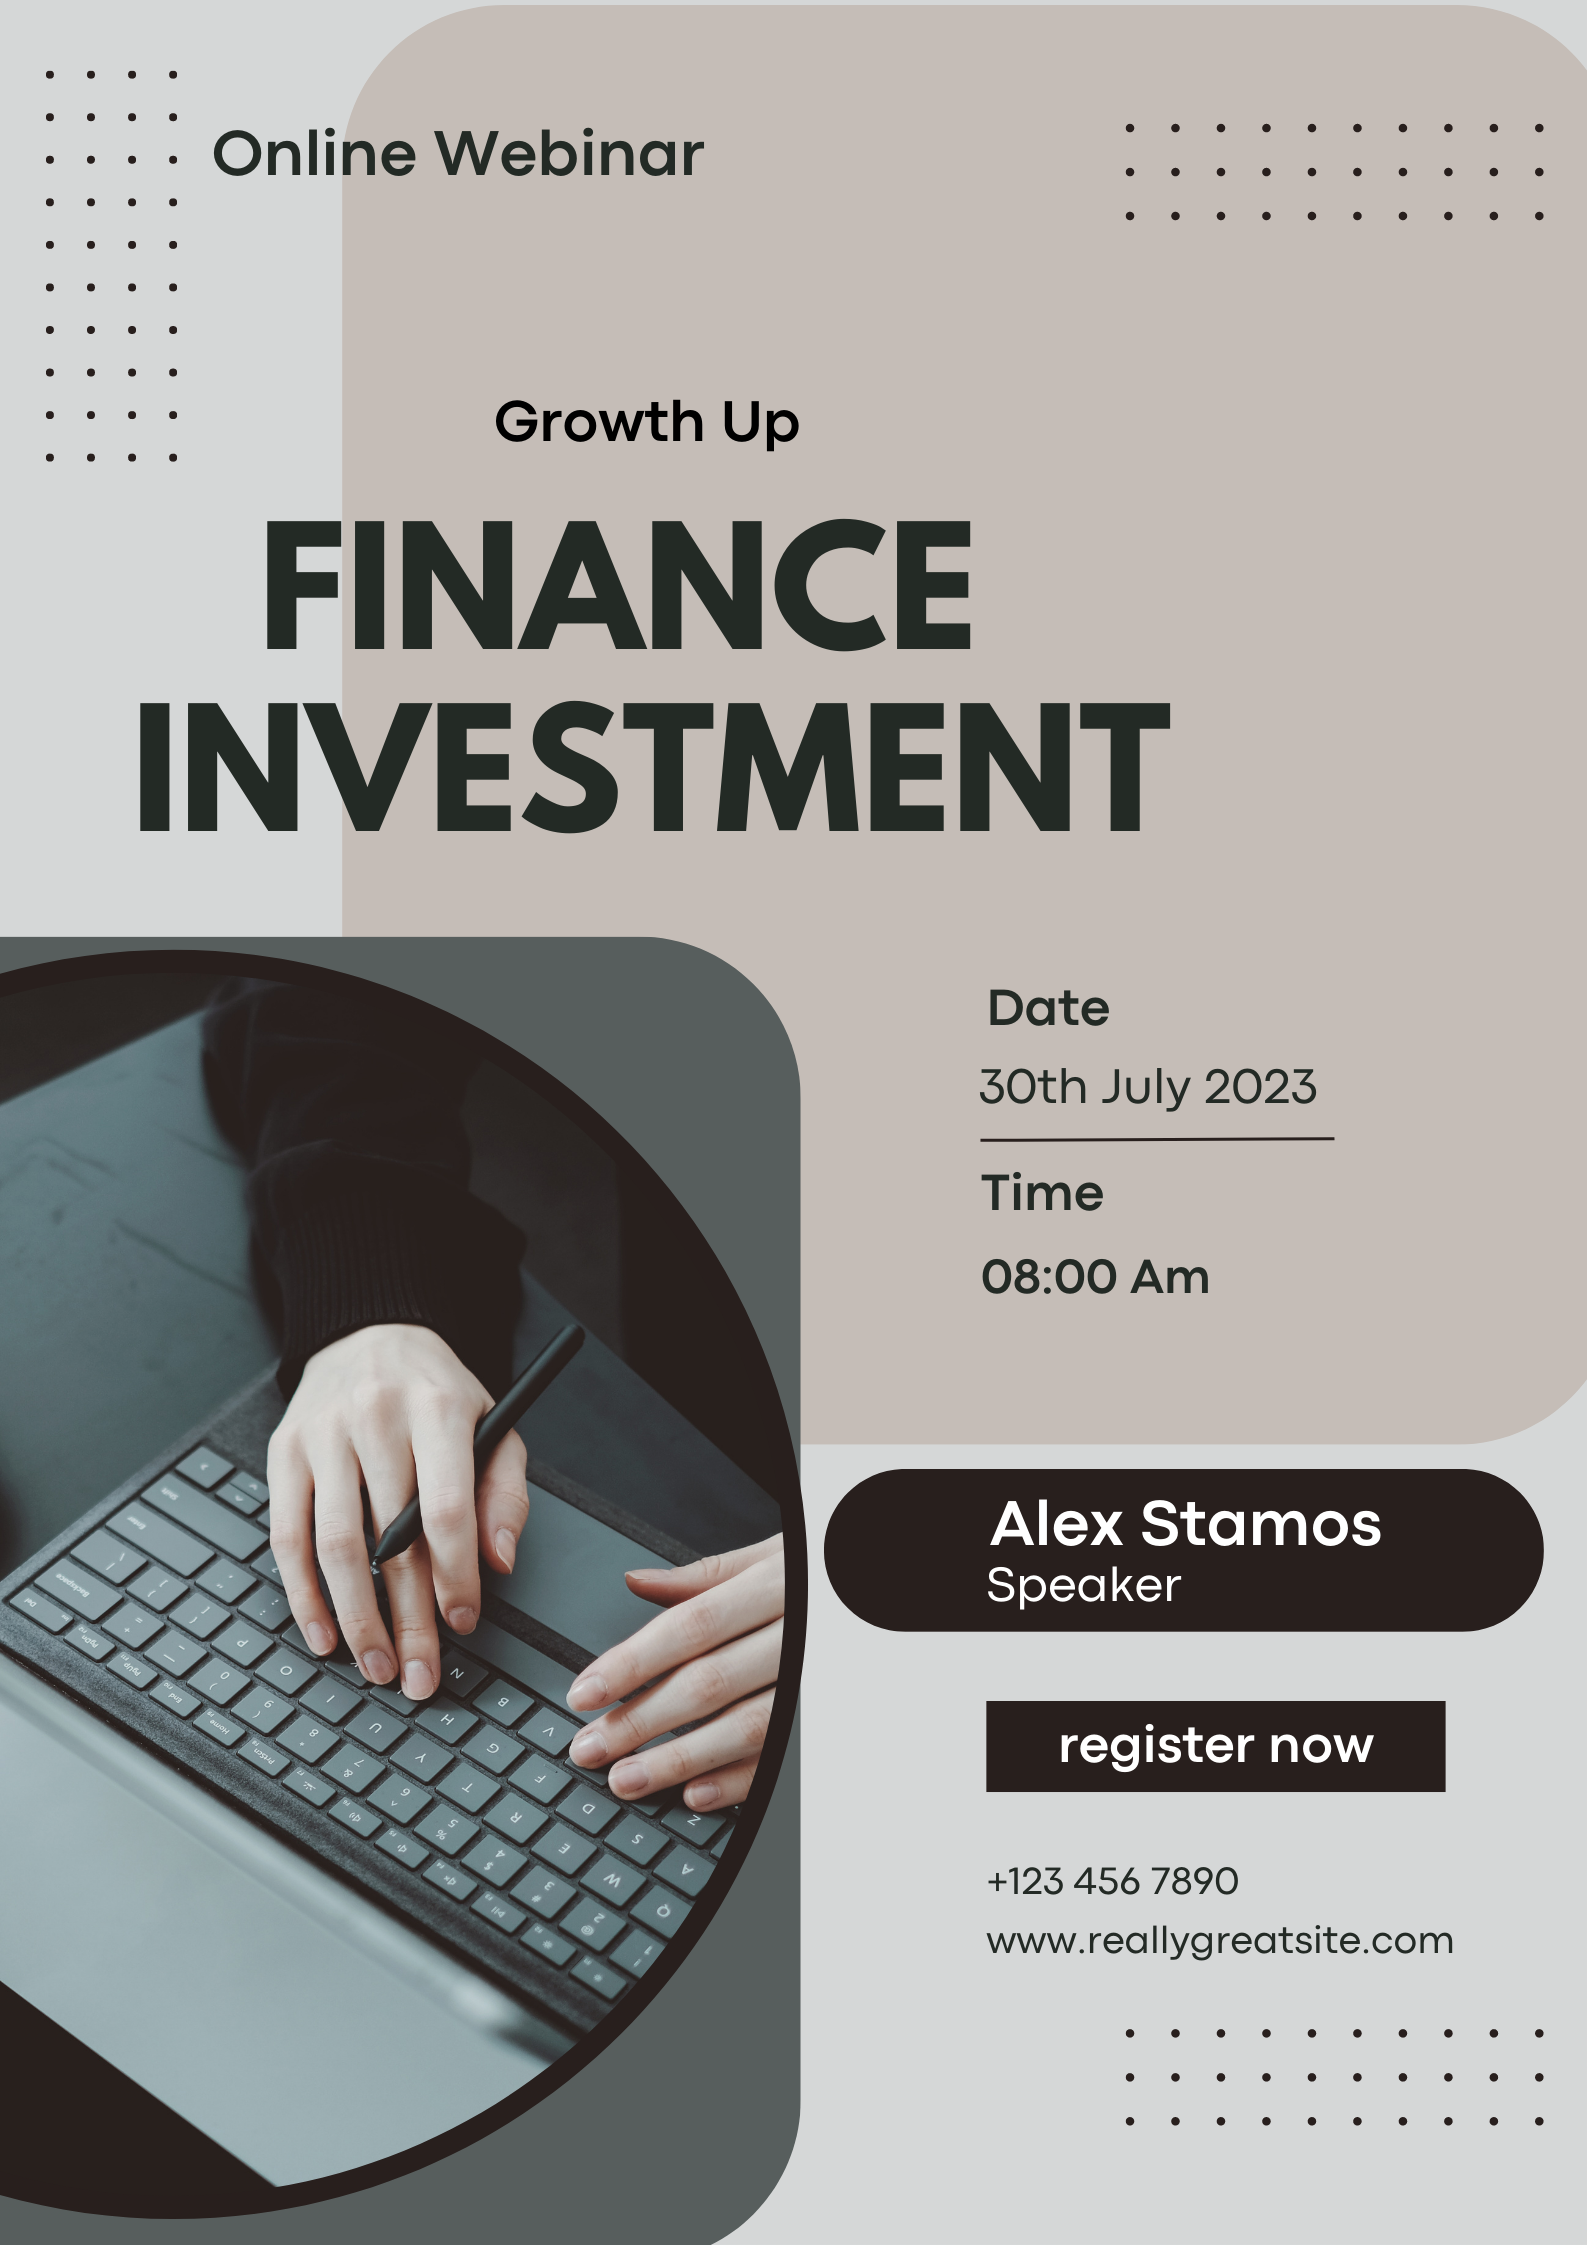 Online Webinar
Growth Up
FINANCE
INVESTMENT
Date
30th July 2023
Time
08:00 Am
Alex Stamos
Speaker
register now
+123 456 7890
www.reallygreatsite.com